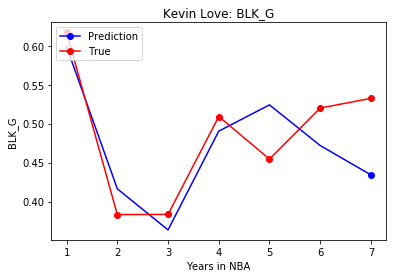 Kevin Love: BLK_G
Prediction
True
0.60
0.55
0.50
0.45
0.40
BLK_G
1 2 3 4 5 6 7
Years in NBA